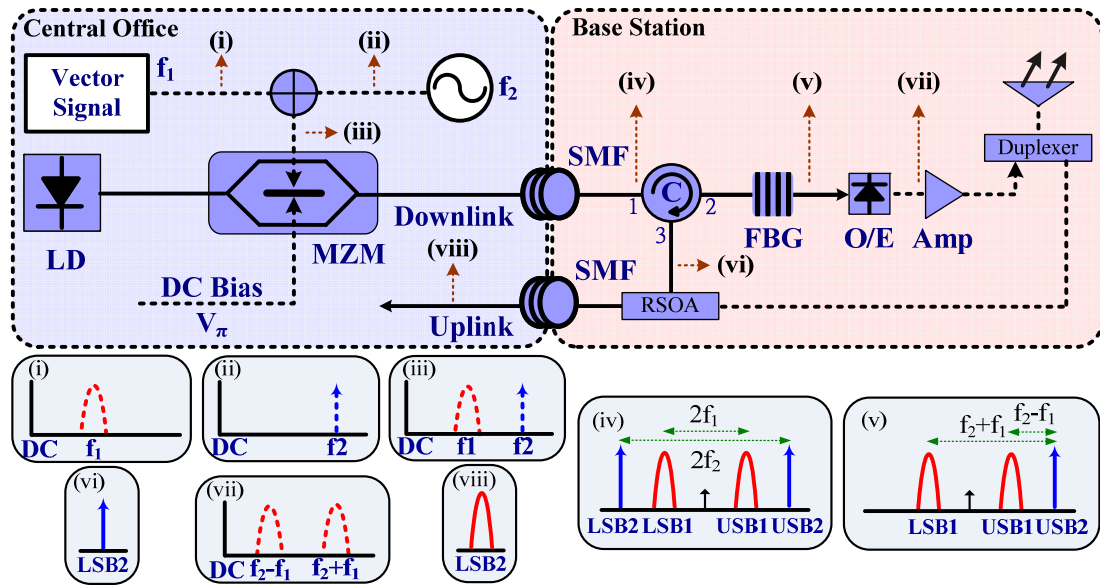 Central Office
Base Station
(i)
(ii)
(iv)
(v)
(vii)
Vector
Signal
f₁
f₂
(iii)
Duplexer
SMF
C
1
2
3
Downlink
FBG
O/E
Amp
LD
MZM
(viii)
SMF
(vi)
DC Bias
Vπ
Uplink
RSOA
(i)
DC
f₁
(ii)
DC
f2
(iii)
DC
f1
f2
(iv)
2f₁
2f₂
LSB2
LSB1
USB1
USB2
(v)
f₂-f₁
f₂+f₁
LSB1
USB1
USB2
(vi)
LSB2
(vii)
DC
f₂-f₁
f₂+f₁
(viii)
LSB2